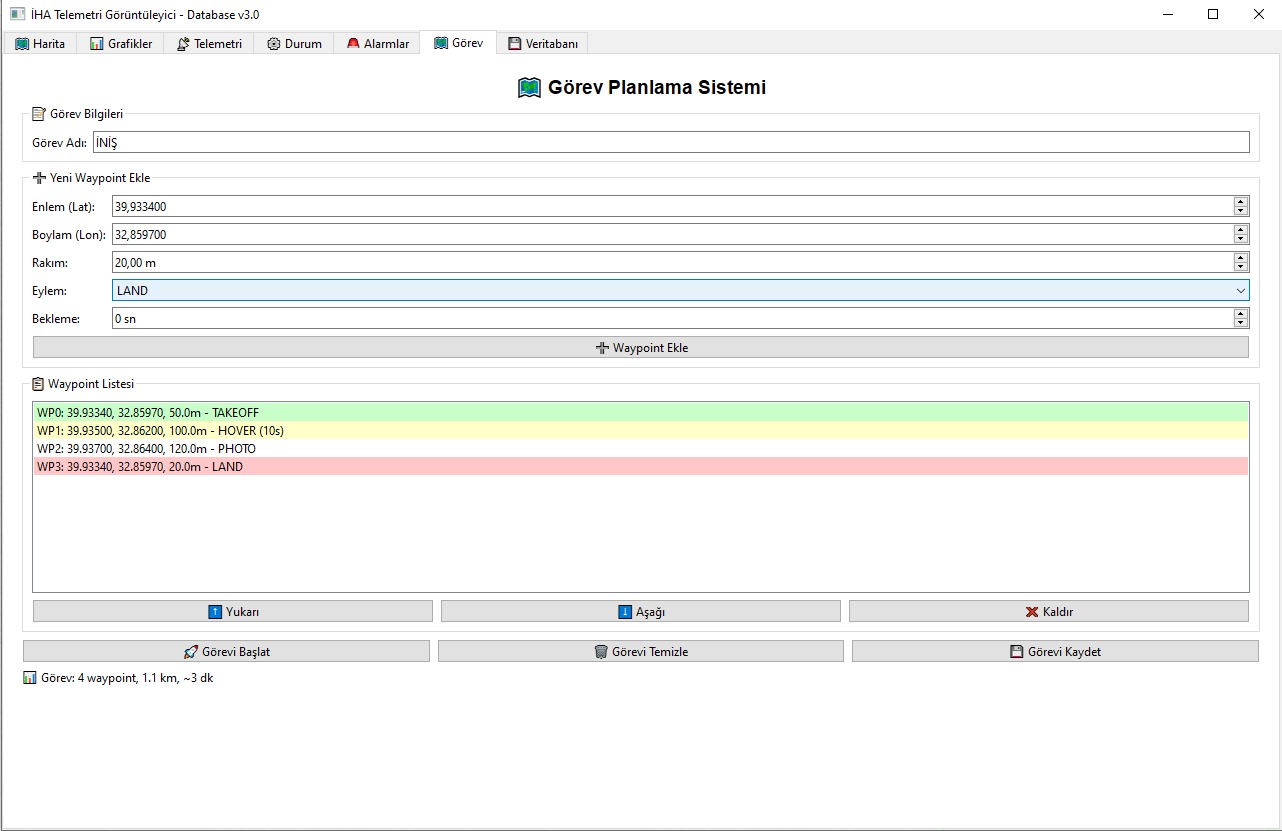 İHA Telemetri Görüntüleyici - Database v3.0
Harita Grafikler Telemetri Durum Alarmlar Görev Veritabanı
Görev Planlama Sistemi
Görev Bilgileri
Görev Adı: İNİŞ
Yeni Waypoint Ekle
Enlem (Lat): 39,933400
Boylam (Lon): 32,859700
Rakım: 20,00 m
Eylem: LAND
Bekleme: 0 sn
Waypoint Ekle
Waypoint Listesi
WP0: 39.93340, 32.85970, 50.0m - TAKEOFF
WP1: 39.93500, 32.86200, 100.0m - HOVER (10s)
WP2: 39.93700, 32.86400, 120.0m - PHOTO
WP3: 39.93340, 32.85970, 20.0m - LAND
Yukarı Aşağı Kaldır
Görevi Başlat Görevi Temizle Görevi Kaydet
Görev: 4 waypoint, 1.1 km, ~3 dk